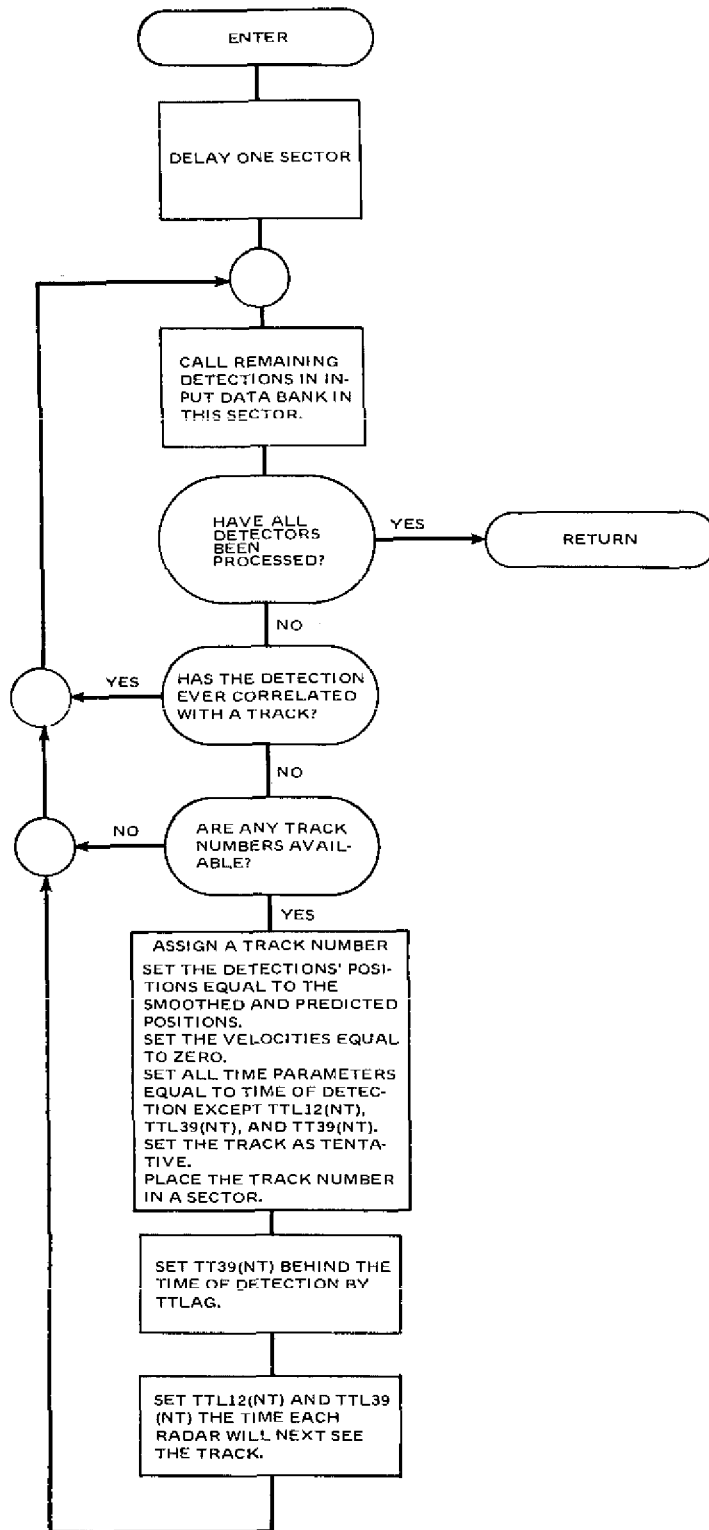 ENTER
DELAY ONE SECTOR
CALL REMAINING
DETECTIONS IN IN-
PUT DATA BANK IN
THIS SECTOR.
HAVE ALL
DETECTORS
BEEN
PROCESSED?
YES
RETURN
NO
HAS THE DETECTION
EVER CORRELATED
WITH A TRACK?
YES
NO
ARE ANY TRACK
NUMBERS AVAIL-
ABLE?
NO
YES
ASSIGN A TRACK NUMBER
SET THE DETECTIONS' POSI-
TIONS EQUAL TO THE
SMOOTHED AND PREDICTED
POSITIONS.
SET THE VELOCITIES EQUAL
TO ZERO.
SET ALL TIME PARAMETERS
EQUAL TO TIME OF DETEC-
TION EXCEPT TTL12(NT),
TTL39(NT), AND TT39(NT).
SET THE TRACK AS TENTA-
TIVE.
PLACE THE TRACK NUMBER
IN A SECTOR.
SET TT39(NT) BEHIND THE
TIME OF DETECTION BY
TTLAG.
SET TTL12(NT) AND TTL39
(NT) THE TIME EACH
RADAR WILL NEXT SEE
THE TRACK.